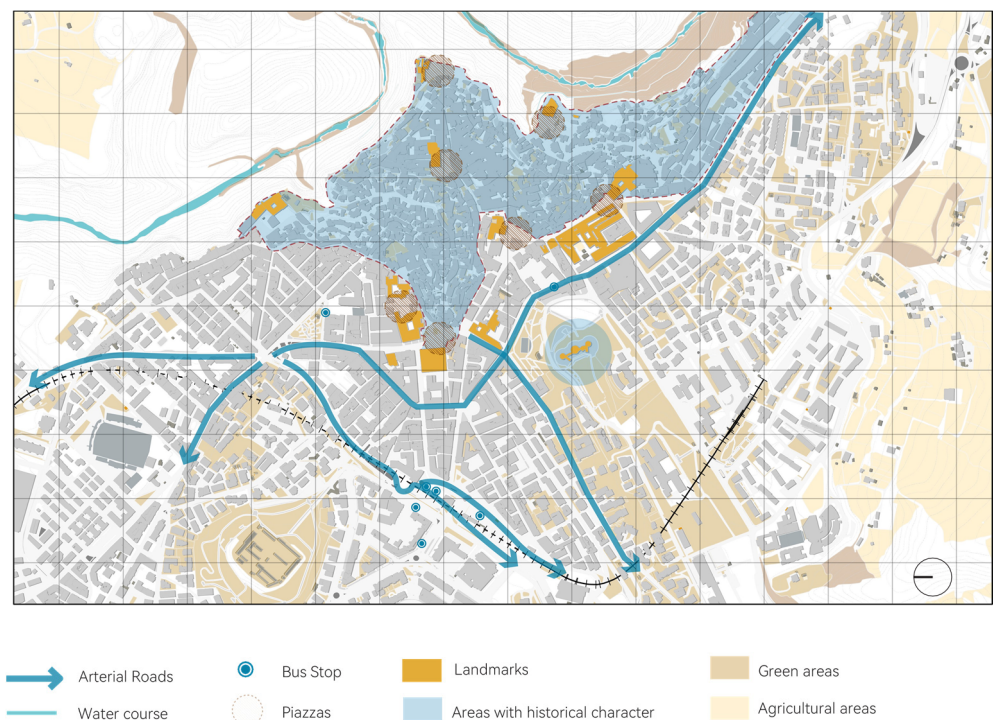 Arterial Roads
Bus Stop
Landmarks
Green areas
Water course
Piazzas
Areas with historical character
Agricultural areas